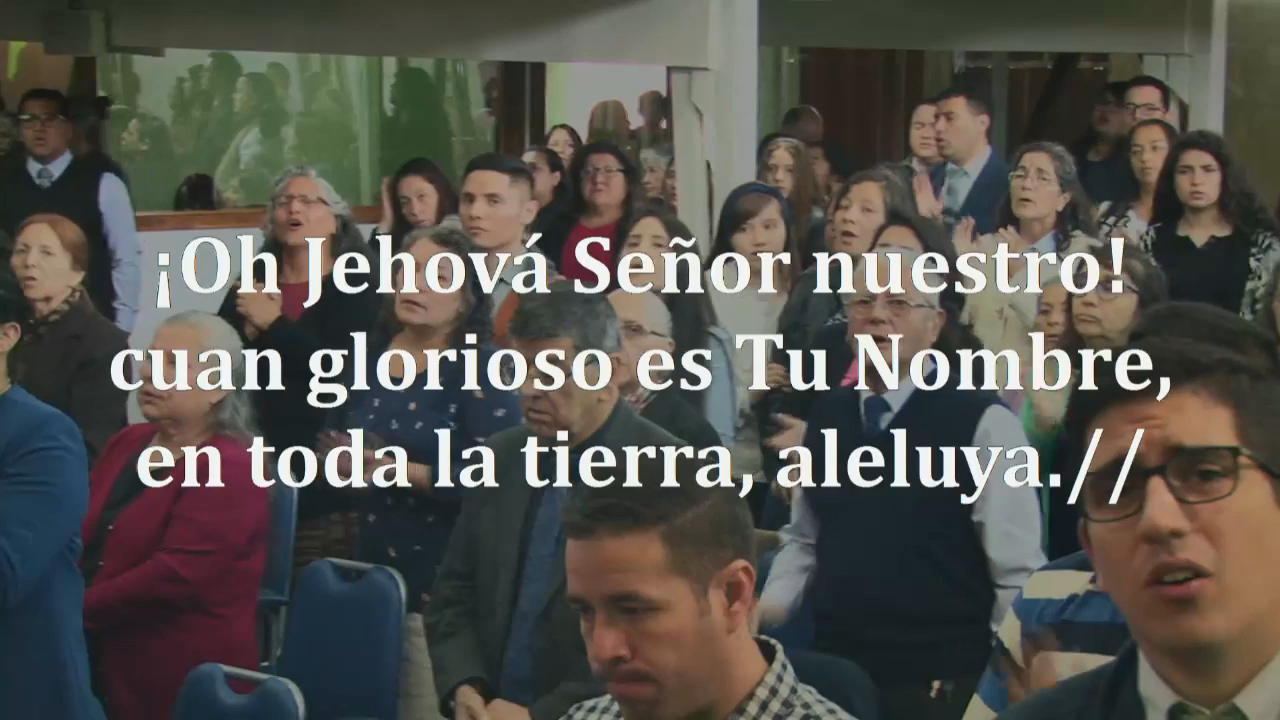 ¡Oh Jehová Señor nuestro!
cuan glorioso es Tu Nombre,
en toda la tierra, aleluya.//